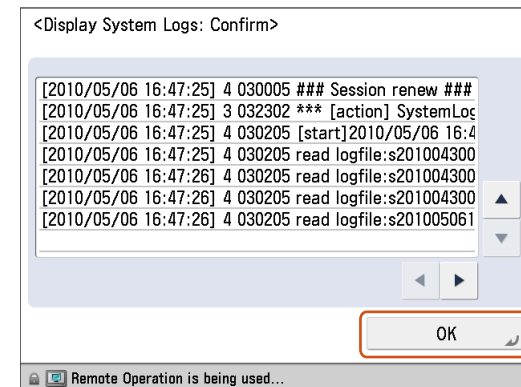 <Display System Logs: Confirm>
[2010/05/06 16:47:25] 4 030005 ### Session renew ###
[2010/05/06 16:47:25] 3 032302 *** [action] SystemLog
[2010/05/06 16:47:25] 4 030205 [start]2010/05/06 16:4
[2010/05/06 16:47:25] 4 030205 read logfile:s201004300
[2010/05/06 16:47:26] 4 030205 read logfile:s201004300
[2010/05/06 16:47:26] 4 030205 read logfile:s201004300
[2010/05/06 16:47:26] 4 030205 read logfile:s201005061
OK
Remote Operation is being used...